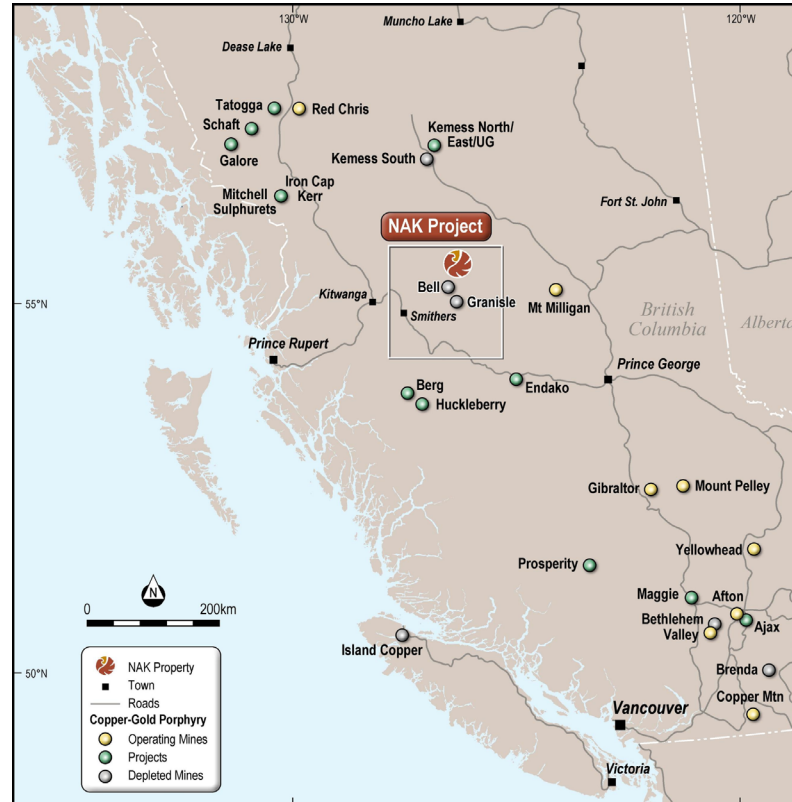 130°W
120°W
Muncho Lake
Dease Lake
Tatogga
Red Chris
Schaft
Galore
Kemess North/
East/UG
Kemess South
Iron Cap
Mitchell
Kerr
Sulphurets
Fort St. John
NAK Project
Bell
Granisle
Mt Milligan
55°N
Kitwanga
Smithers
British
Columbia
Alberta
Prince Rupert
Prince George
Berg
Huckleberry
Endako
Gibraltor
Mount Pelley
Yellowhead
Prosperity
Maggie
Afton
Bethlehem
Valley
Ajax
N
0
200km
Island Copper
50°N
Brenda
Copper Mtn
Vancouver
Victoria
NAK Property
Town
Roads
Copper-Gold Porphyry
Operating Mines
Projects
Depleted Mines